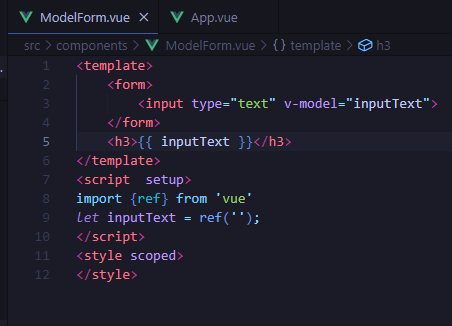 ModelForm.vue × App.vue
src > components > ModelForm.vue > {} template > h3
1 <template>
2 <form>
3 <input type="text" v-model="inputText">
4 </form>
5 <h3>{{ inputText }}</h3>
6 </template>
7 <script  setup>
8 import {ref} from 'vue'
9 let inputText = ref('');
10 </script>
11 <style scoped>
12 </style>